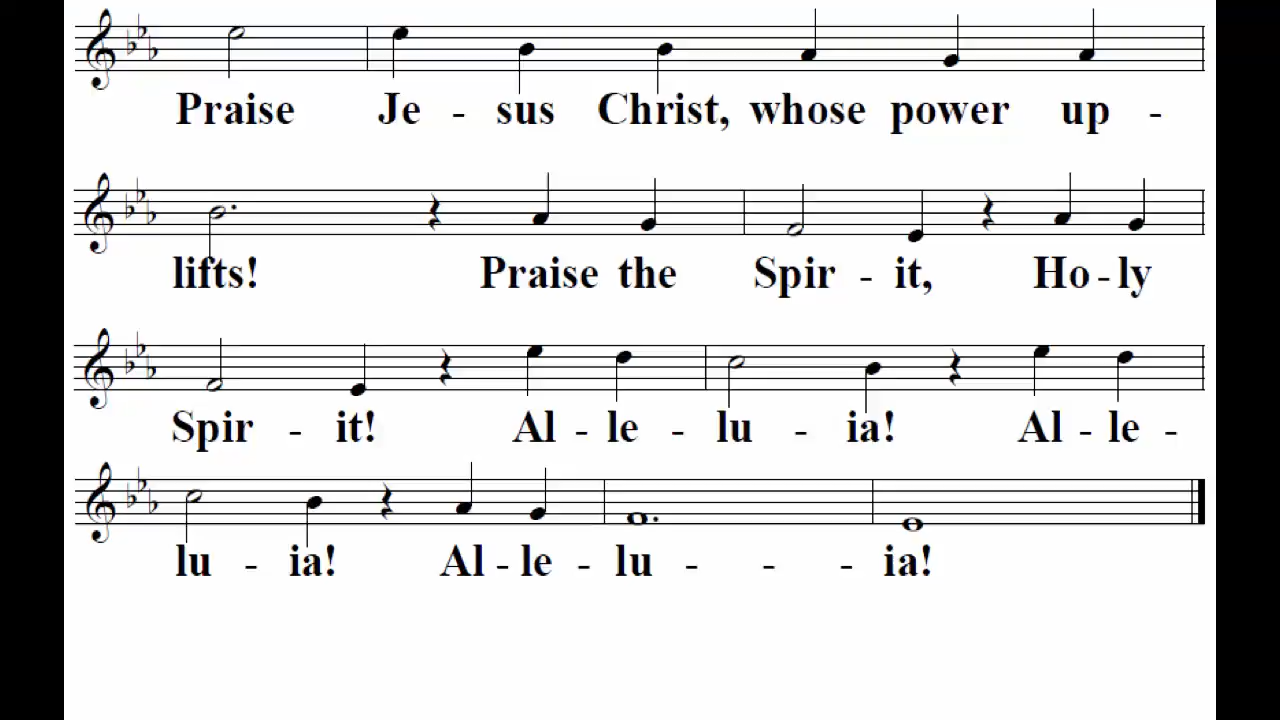 Praise Je - sus Christ, whose power up -
lifts! Praise the Spir - it, Ho - ly
Spir - it! Al - le - lu - ia! Al - le -
lu - ia! Al - le - lu - - - ia!